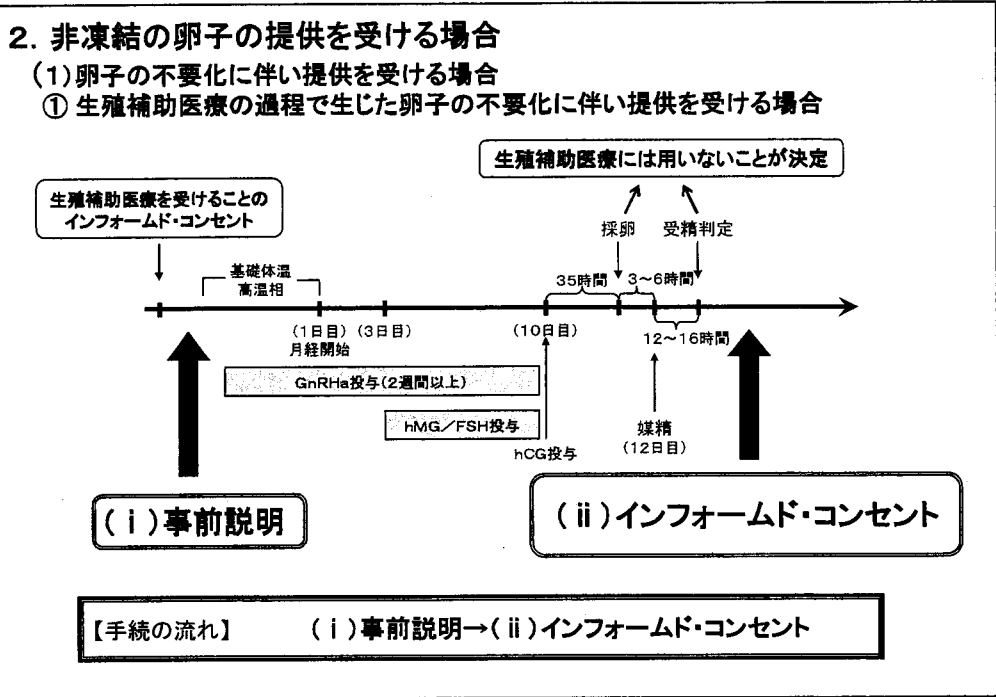 2．非凍結の卵子の提供を受ける場合
(1)卵子の不要化に伴い提供を受ける場合
① 生殖補助医療の過程で生じた卵子の不要化に伴い提供を受ける場合
生殖補助医療には用いないことが決定
生殖補助医療を受けることの
インフォームド・コンセント
採卵
受精判定
基礎体温
高温相
35時間
3～6時間
(1日目)
(3日目)
(10日目)
月経開始
12～16時間
GnRHa投与(2週間以上)
hMG／FSH投与
hCG投与
媒精
(12日目)
(ⅰ)事前説明
(ⅱ)インフォームド・コンセント
【手続の流れ】 (ⅰ)事前説明→(ⅱ)インフォームド・コンセント